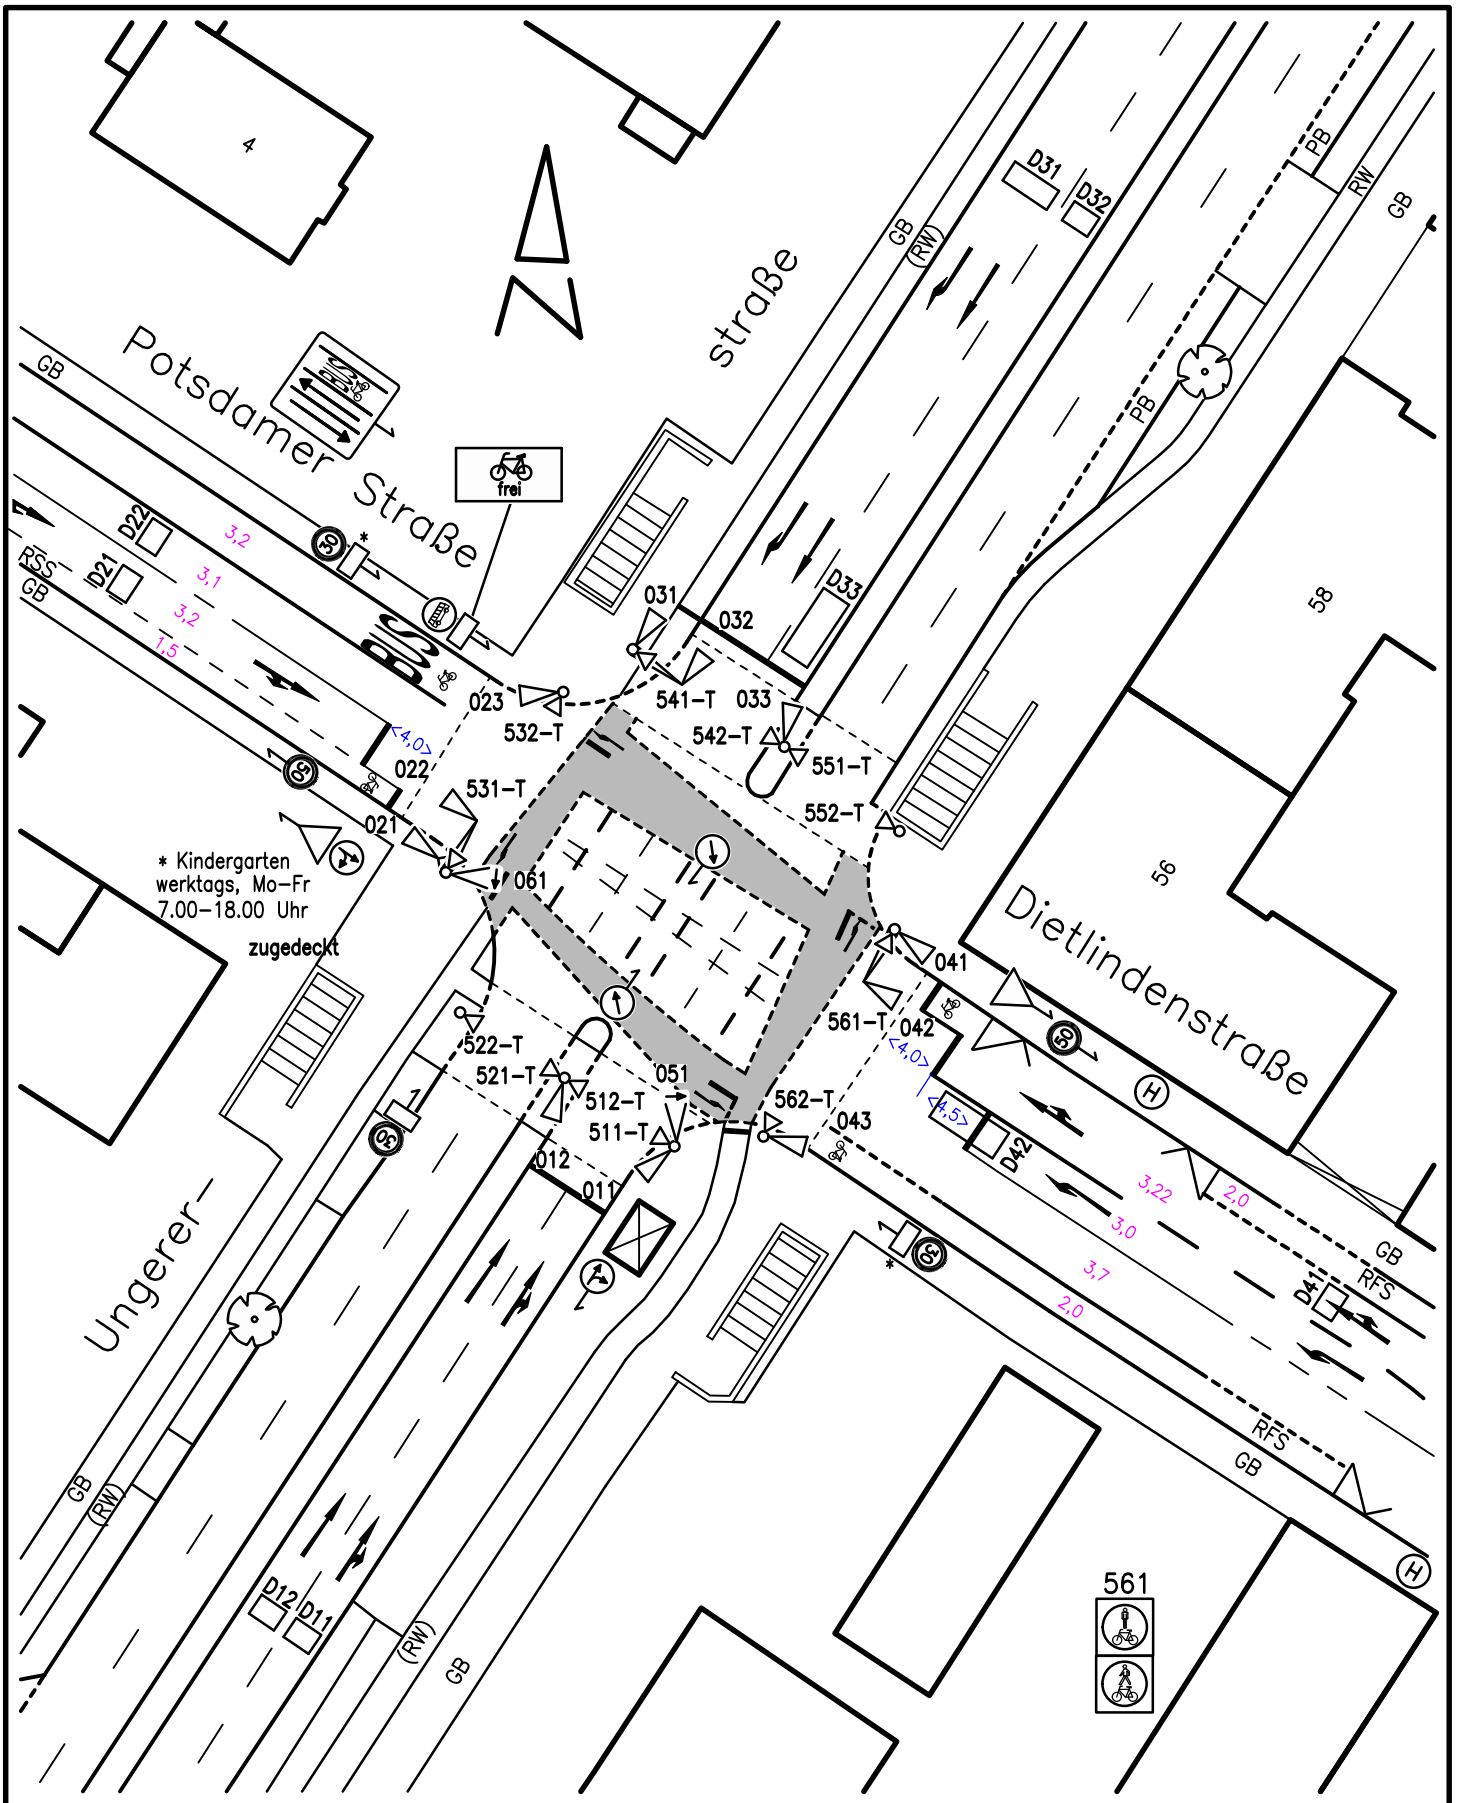 4
D31
D32
PB
RW
GB
GB
(RW)
straße
Potsdamer Straße
BUS
GB
frei
D22
D21
RSS
GB
3,2
3,1
3,2
1,5
30
*
BUS
031
032
D33
PB
58
023
532-T
541-T
033
542-T
551-T
552-T
<4,0>
022
531-T
021
50
061
* Kindergarten
werktags, Mo-Fr
7.00-18.00 Uhr
zugedeckt
56
Dietlindenstraße
041
561-T
042
<4,0>
<4,5>
50
H
522-T
521-T
512-T
511-T
051
562-T
043
D42
30
012
011
3,22
2,0
3,0
3,7
2,0
30
*
GB
RFS
D41
Ungerer-
RFS
GB
GB
(RW)
H
D12
D11
(RW)
GB
561